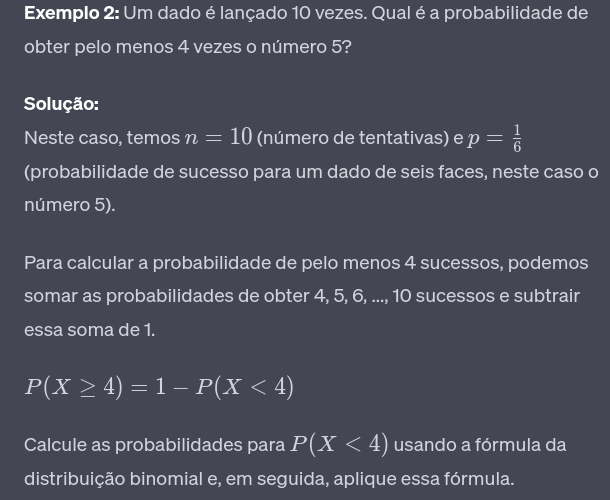 Exemplo 2: Um dado é lançado 10 vezes. Qual é a probabilidade de
obter pelo menos 4 vezes o número 5?
Solução:
Neste caso, temos n = 10 (número de tentativas) e p = 1/6
(probabilidade de sucesso para um dado de seis faces, neste caso o
número 5).
Para calcular a probabilidade de pelo menos 4 sucessos, podemos
somar as probabilidades de obter 4, 5, 6, ..., 10 sucessos e subtrair
essa soma de 1.
P(X ≥ 4) = 1 − P(X < 4)
Calcule as probabilidades para P(X < 4) usando a fórmula da
distribuição binomial e, em seguida, aplique essa fórmula.